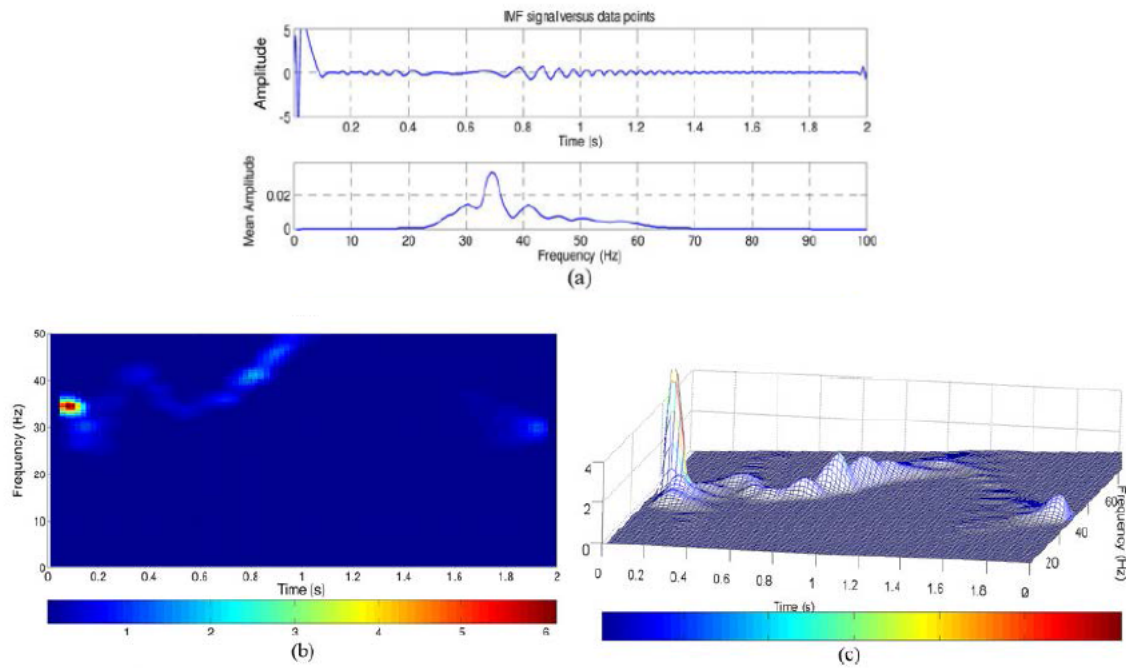 IMF signal versus data points
Amplitude
5
0
-5
0.2 0.4 0.6 0.8 1 1.2 1.4 1.6 1.8 2
Time (s)
Mean Amplitude
0.02
0
0 10 20 30 40 50 60 70 80 90 100
Frequency (Hz)
(a)
Frequency (Hz)
50
40
30
20
10
0
0 0.2 0.4 0.6 0.8 1 1.2 1.4 1.6 1.8 2
Time (s)
1 2 3 4 5 6
(b)
4
2
0
0 0.2 0.4 0.6 0.8 1 1.2 1.4 1.6 1.8
Time (s)
20
40
60
Frequency (Hz)
(c)